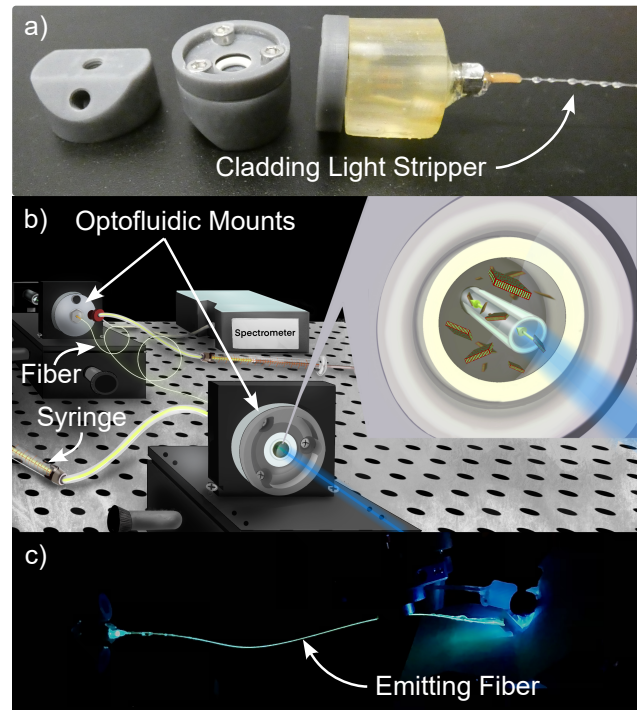 a)
Cladding Light Stripper
b)
Optofluidic Mounts
Spectrometer
Fiber
Syringe
c)
Emitting Fiber